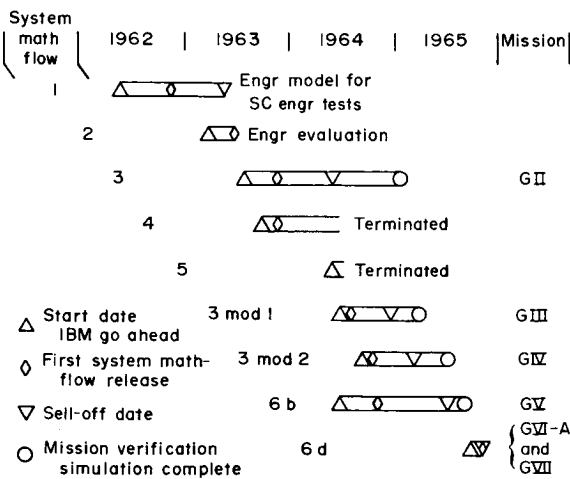 System
math
flow
1962 | 1963 | 1964 | 1965 |Mission|
1 Engr model for
SC engr tests
2 Engr evaluation
3 GII
4 Terminated
5 Terminated
Start date
IBM go ahead
3 mod 1 GIII
First system math-
flow release
3 mod 2 GIV
Sell-off date
6 b GV
Mission verification
simulation complete
6 d GVI-A
and
GVII